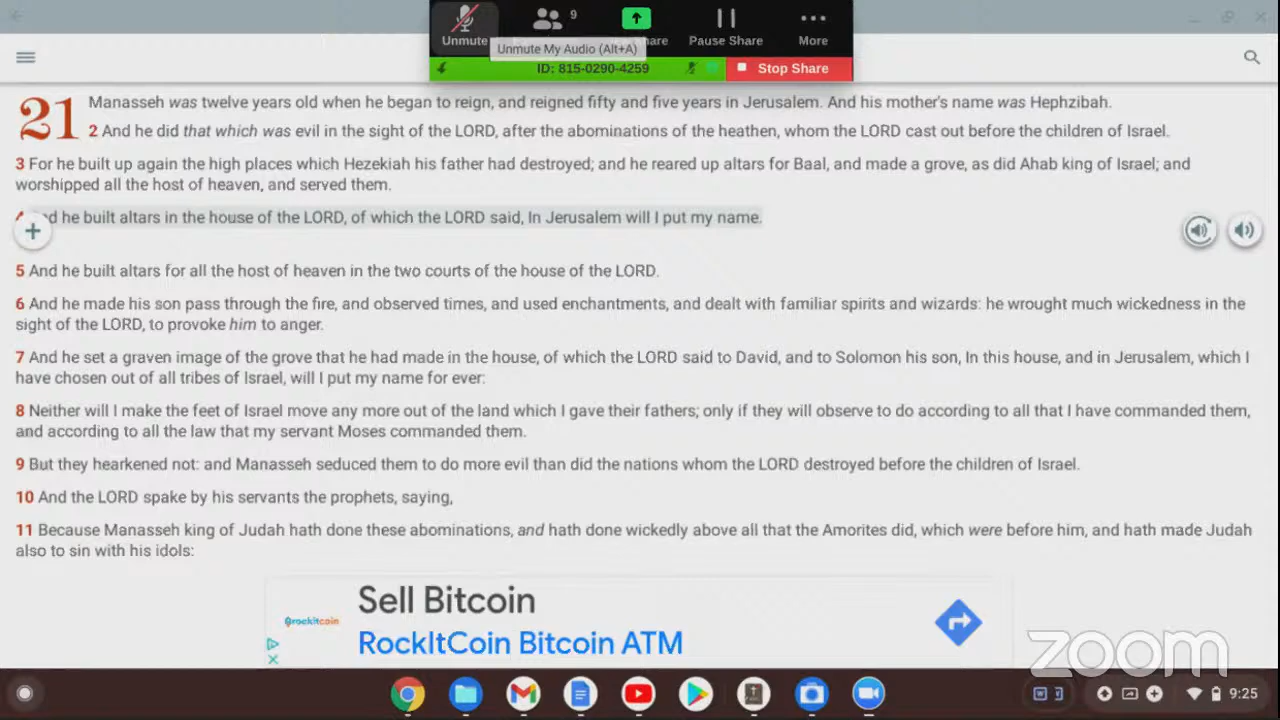 9
Unmute
Share
Pause Share
More
Unmute My Audio (Alt+A)
ID: 815-0290-4259
Stop Share
21 Manasseh was twelve years old when he began to reign, and reigned fifty and five years in Jerusalem. And his mother's name was Hephzibah.
2 And he did that which was evil in the sight of the LORD, after the abominations of the heathen, whom the LORD cast out before the children of Israel.
3 For he built up again the high places which Hezekiah his father had destroyed; and he reared up altars for Baal, and made a grove, as did Ahab king of Israel; and
worshipped all the host of heaven, and served them.
he built altars in the house of the LORD, of which the LORD said, In Jerusalem will I put my name.
5 And he built altars for all the host of heaven in the two courts of the house of the LORD.
6 And he made his son pass through the fire, and observed times, and used enchantments, and dealt with familiar spirits and wizards: he wrought much wickedness in the
sight of the LORD, to provoke him to anger.
7 And he set a graven image of the grove that he had made in the house, of which the LORD said to David, and to Solomon his son, In this house, and in Jerusalem, which I
have chosen out of all tribes of Israel, will I put my name for ever:
8 Neither will I make the feet of Israel move any more out of the land which I gave their fathers; only if they will observe to do according to all that I have commanded them,
and according to all the law that my servant Moses commanded them.
9 But they hearkened not: and Manasseh seduced them to do more evil than did the nations whom the LORD destroyed before the children of Israel.
10 And the LORD spake by his servants the prophets, saying,
11 Because Manasseh king of Judah hath done these abominations, and hath done wickedly above all that the Amorites did, which were before him, and hath made Judah
also to sin with his idols:
Sell Bitcoin
rockitcoin
RockItCoin Bitcoin ATM
zoom
9:25